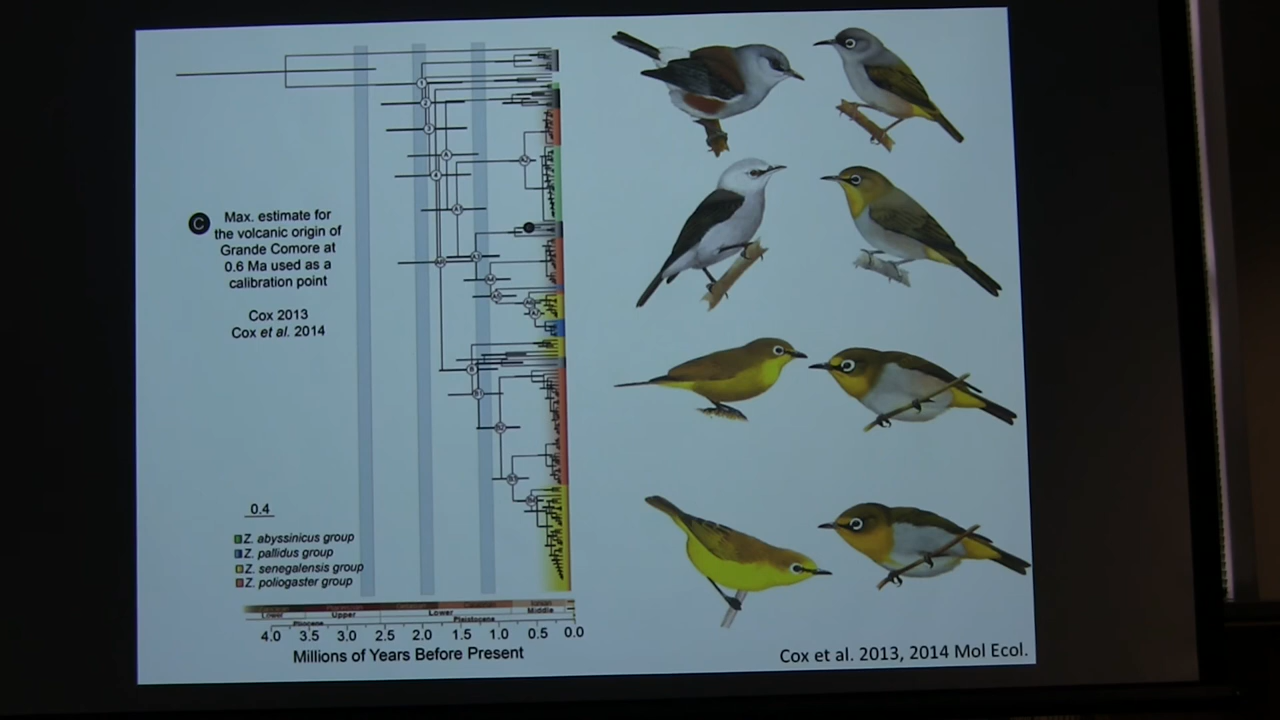 C
Max. estimate for
the volcanic origin of
Grande Comore at
0.6 Ma used as a
calibration point
Cox 2013
Cox et al. 2014
0.4
Z. abyssinicus group
Z. pallidus group
Z. senegalensis group
Z. poliogaster group
Lower Upper Lower Middle
Pliocene Pleistocene
4.0 3.5 3.0 2.5 2.0 1.5 1.0 0.5 0.0
Millions of Years Before Present
Cox et al. 2013, 2014 Mol Ecol.